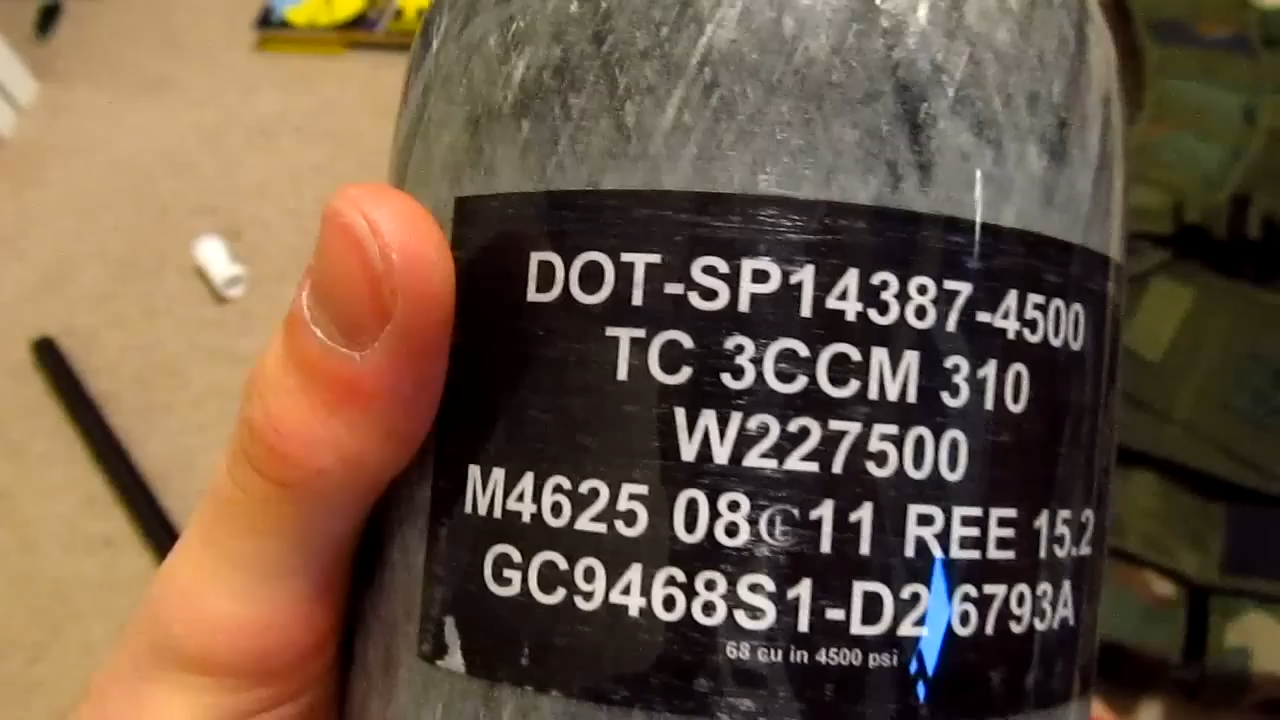 DOT-SP14387-4500
TC 3CCM 310
W227500
M4625 08 11 REE 15.2
GC9468S1-D2 6793A
68 cu in 4500 psi